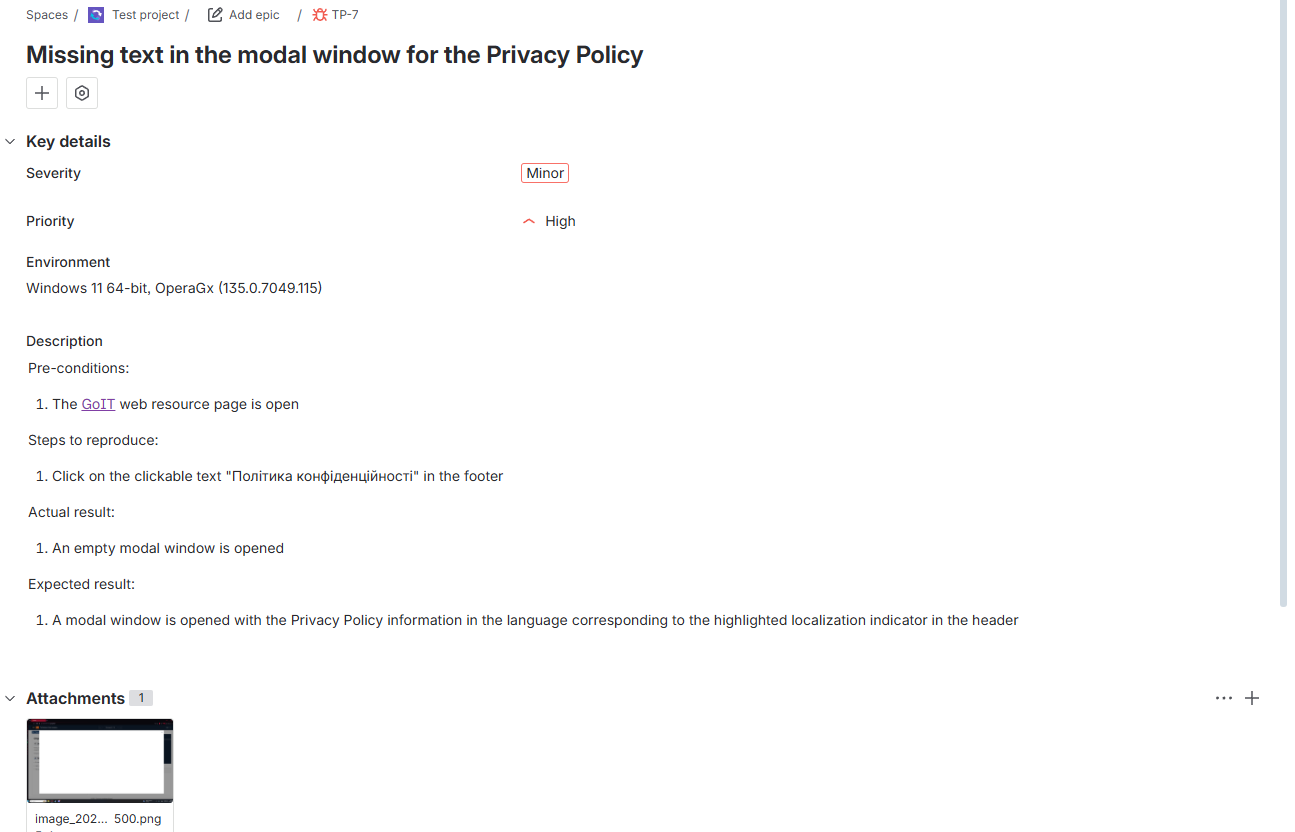 Spaces / Test project / Add epic / TP-7
Missing text in the modal window for the Privacy Policy
Key details
Severity Minor
Priority High
Environment
Windows 11 64-bit, OperaGx (135.0.7049.115)
Description
Pre-conditions:
1. The GoIT web resource page is open
Steps to reproduce:
1. Click on the clickable text "Політика конфіденційності" in the footer
Actual result:
1. An empty modal window is opened
Expected result:
1. A modal window is opened with the Privacy Policy information in the language corresponding to the highlighted localization indicator in the header
Attachments 1
image_202... 500.png